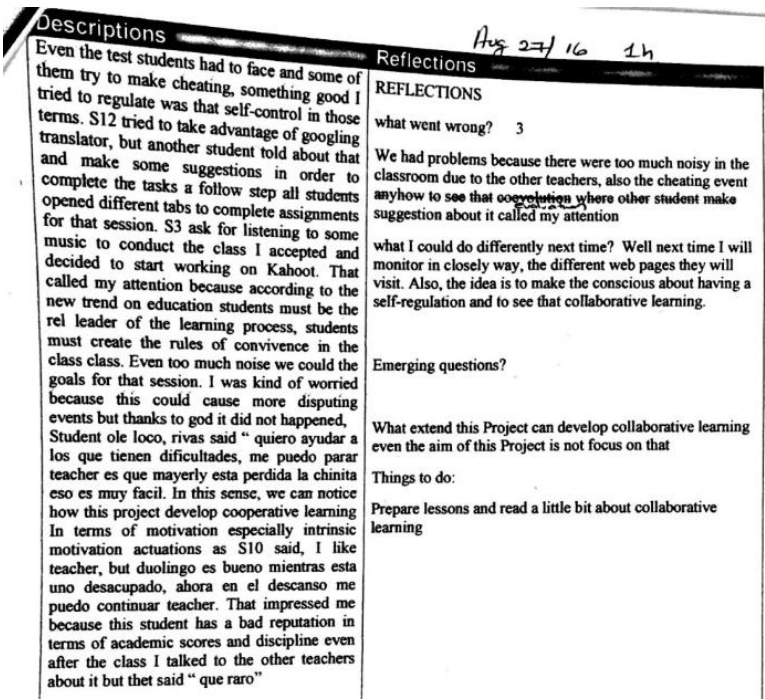 Descriptions
Even the test students had to face and some of
them try to make cheating, something good I
tried to regulate was that self-control in those
terms. S12 tried to take advantage of googling
translator, but another student told about that
and make some suggestions in order to
complete the tasks a follow step all students
opened different tabs to complete assignments
for that session. S3 ask for listening to some
music to conduct the class I accepted and
decided to start working on Kahoot. That
called my attention because according to the
new trend on education students must be the
rel leader of the learning process, students
must create the rules of convivence in the
class class. Even too much noise we could the
goals for that session. I was kind of worried
because this could cause more disputing
events but thanks to god it did not happened,
Student ole loco, rivas said “ quiero ayudar a
los que tienen dificultades, me puedo parar
teacher es que mayerly esta perdida la chinita
eso es muy facil. In this sense, we can notice
how this project develop cooperative learning
In terms of motivation especially intrinsic
motivation actuations as S10 said, I like
teacher, but duolingo es bueno mientras esta
uno desacupado, ahora en el descanso me
puedo continuar teacher. That impressed me
because this student has a bad reputation in
terms of academic scores and discipline even
after the class I talked to the other teachers
about it but thet said “ que raro”
Aug 27/16 1h
Reflections
REFLECTIONS
what went wrong? 3
We had problems because there were too much noisy in the
classroom due to the other teachers, also the cheating event
anyhow to see that where other student make
suggestion about it called my attention
what I could do differently next time? Well next time I will
monitor in closely way, the different web pages they will
visit. Also, the idea is to make the conscious about having a
self-regulation and to see that collaborative learning.
Emerging questions?
What extend this Project can develop collaborative learning
even the aim of this Project is not focus on that
Things to do:
Prepare lessons and read a little bit about collaborative
learning